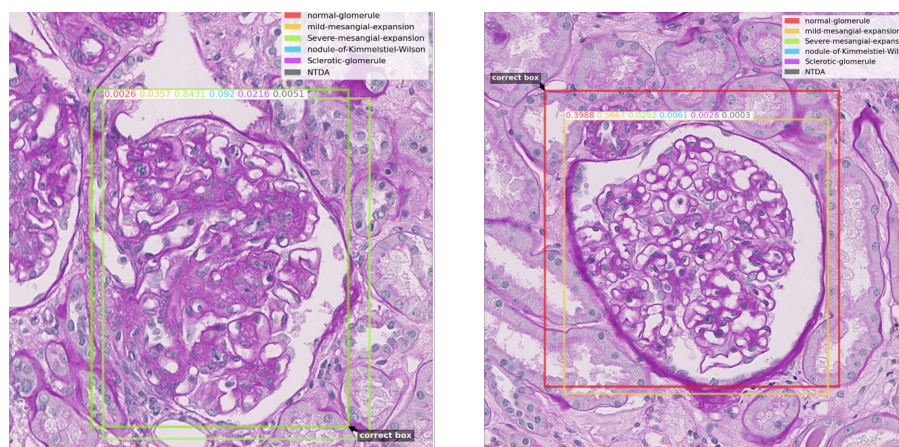 normal-glomerule
mild-mesangial-expansion
Severe-mesangial-expansion
nodule-of-Kimmelstiel-Wilson
Sclerotic-glomerule
NTDA
0.0026 0.0357 0.8431 0.092 0.0216 0.0051
correct box
normal-glomerule
mild-mesangial-expansion
Severe-mesangial-expans
nodule-of-Kimmelstiel-Wil
Sclerotic-glomerule
NTDA
correct box
0.3988 0.0252 0.0061 0.0028 0.0003